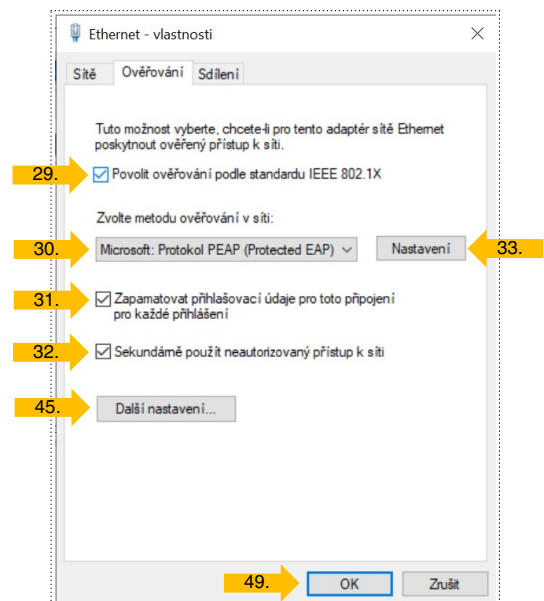 Ethernet - vlastnosti
Sítě Ověřování Sdílení
Tuto možnost vyberte, chcete-li pro tento adaptér sítě Ethernet
poskytnout ověřený přístup k síti.
29. Povolit ověřování podle standardu IEEE 802.1X
Zvolte metodu ověřování v síti:
30. Microsoft: Protokol PEAP (Protected EAP) Nastavení 33.
31. Zapamatovat přihlašovací údaje pro toto připojení
pro každé přihlášení
32. Sekundárně použít neautorizovaný přístup k síti
45. Další nastavení...
49. OK Zrušit